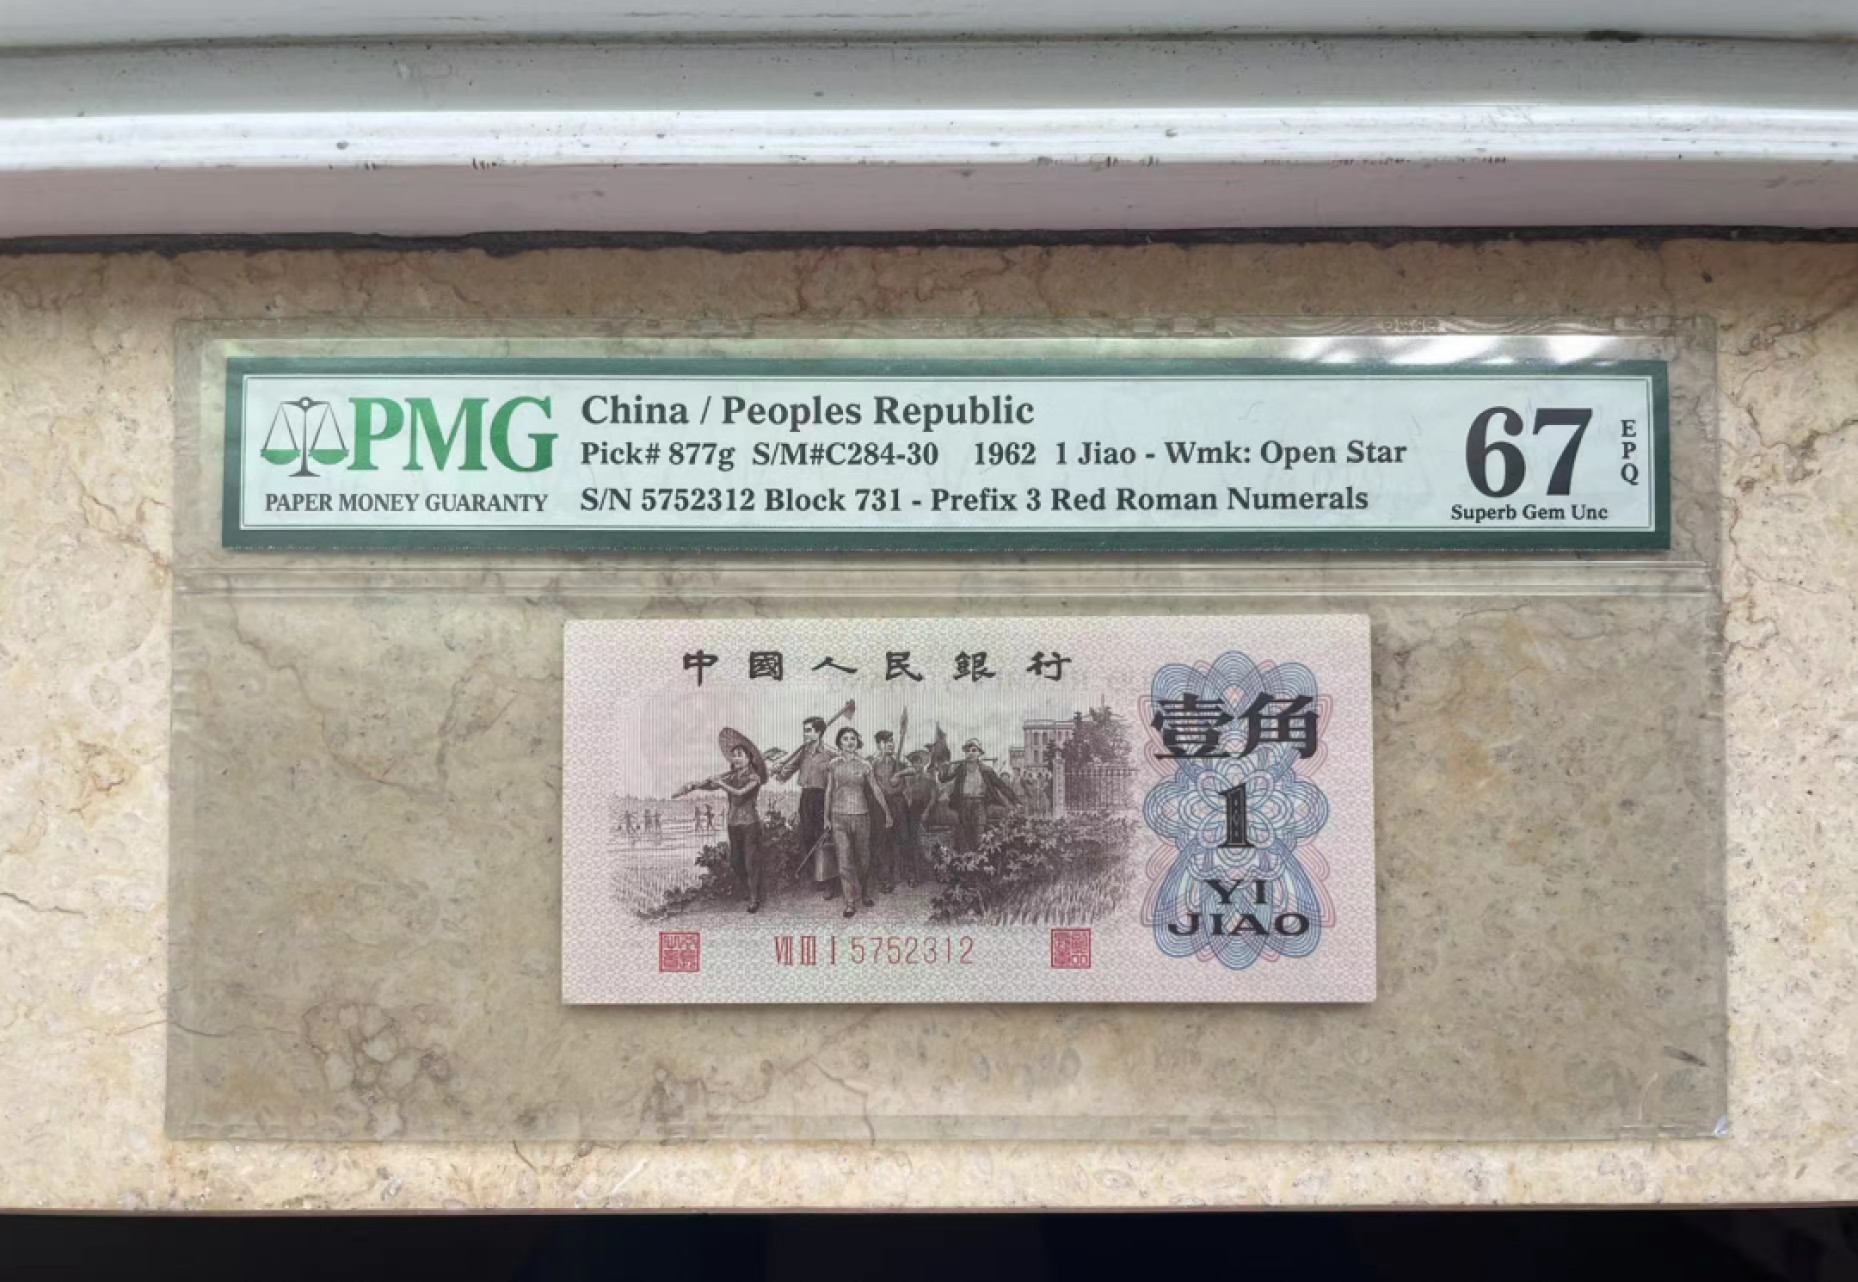 PMG
PAPER MONEY GUARANTY
China / Peoples Republic
Pick# 877g S/M#C284-30 1962 1 Jiao - Wmk: Open Star
S/N 5752312 Block 731 - Prefix 3 Red Roman Numerals
67
EPQ
Superb Gem Unc
中國人民銀行
壹角
1
YI
JIAO
VII III I 5752312